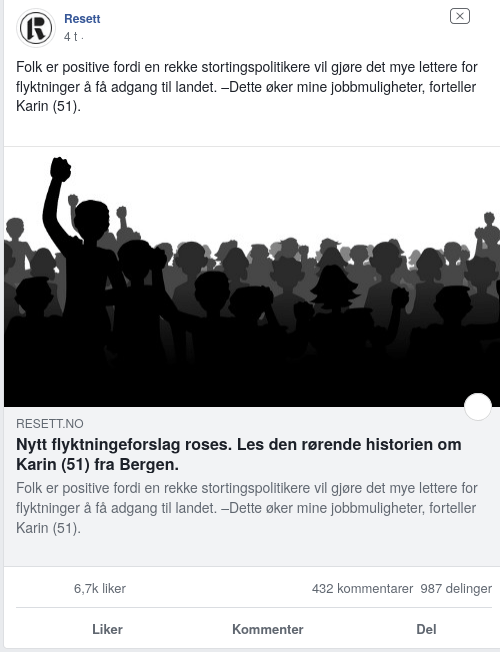 Resett
4 t ·
Folk er positive fordi en rekke stortingspolitikere vil gjøre det mye lettere for
flyktninger å få adgang til landet. –Dette øker mine jobbmuligheter, forteller
Karin (51).
RESETT.NO
Nytt flyktningeforslag roses. Les den rørende historien om
Karin (51) fra Bergen.
Folk er positive fordi en rekke stortingspolitikere vil gjøre det mye lettere for
flyktninger å få adgang til landet. –Dette øker mine jobbmuligheter, forteller
Karin (51).
6,7k liker 432 kommentarer 987 delinger
Liker Kommenter Del